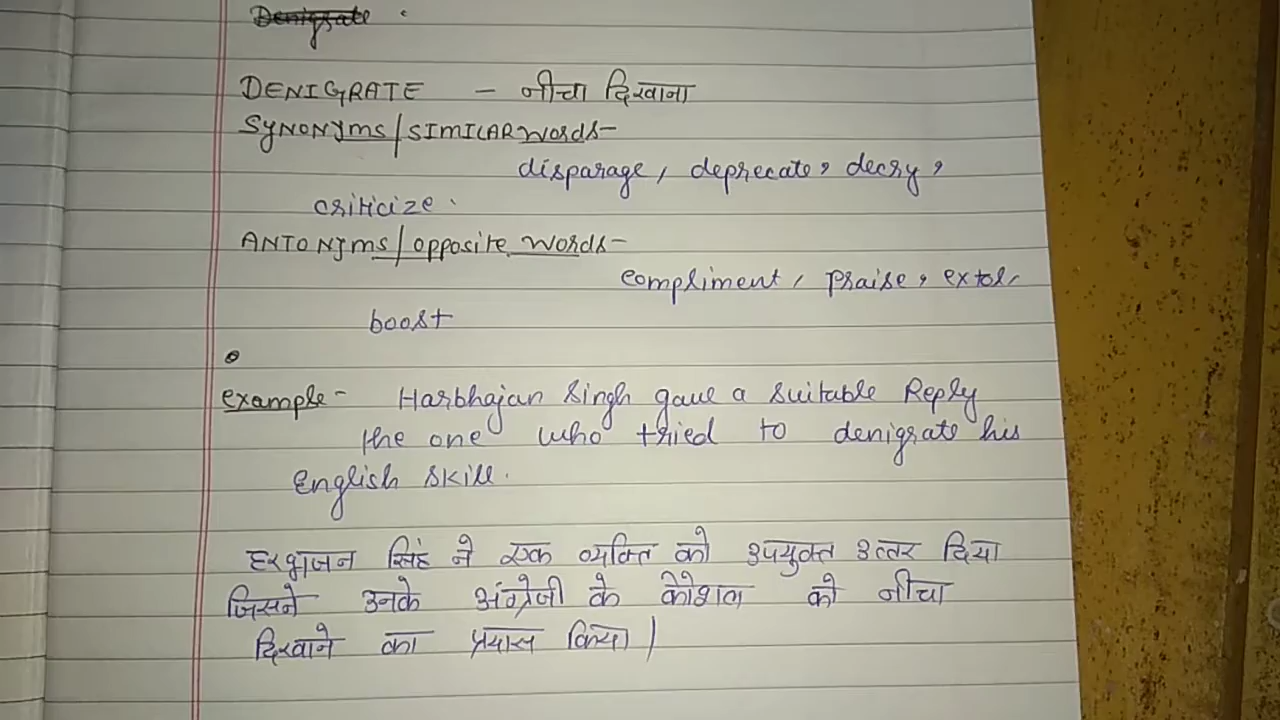 Denigrate
DENIGRATE - नीचा दिखाना
SYNONYms/SIMILAR words-
disparage, deprecate, decry,
criticize.
ANTONYms/opposite words-
compliment, Praise, extol,
boost
example- Harbhajan Singh gave a suitable Reply
the one who tried to denigrate his
English skill.
हरभजन सिंह ने एक व्यक्ति को उपयुक्त उत्तर दिया
जिसने उनके अंग्रेजी के कौशल को नीचा
दिखाने का प्रयास किया।